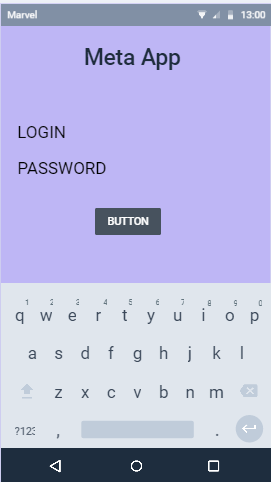 Marvel 13:00
Meta App
LOGIN
PASSWORD
BUTTON
1 2 3 4 5 6 7 8 9 0
q w e r t y u i o p
a s d f g h j k l
z x c v b n m
?123 , .